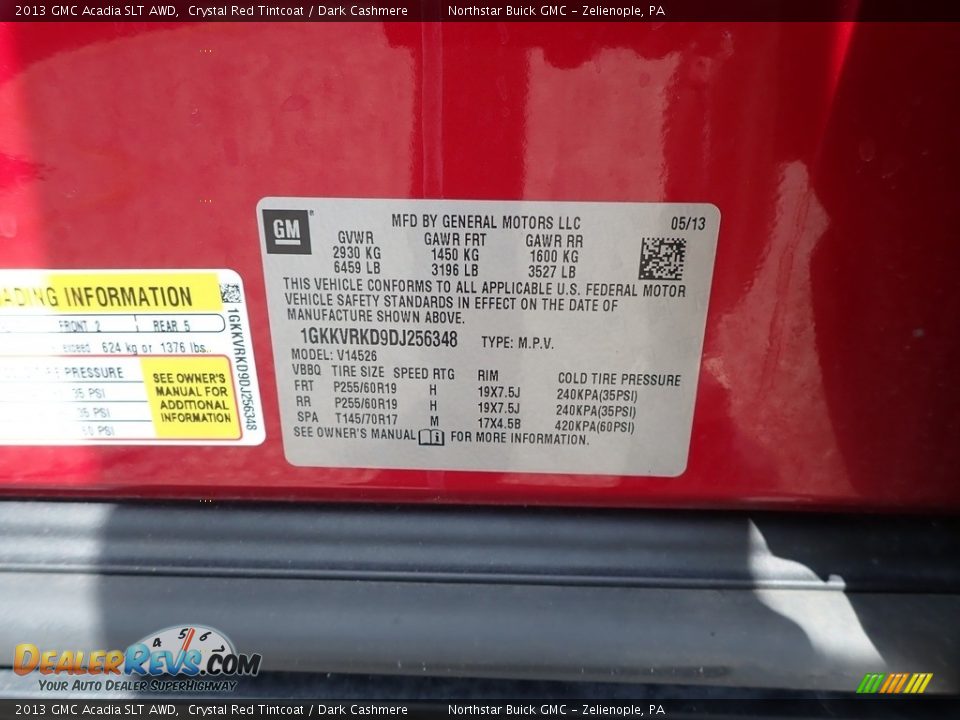 2013 GMC Acadia SLT AWD, Crystal Red Tintcoat / Dark Cashmere Northstar Buick GMC - Zelienople, PA
GM
MFD BY GENERAL MOTORS LLC 05/13
GVWR GAWR FRT GAWR RR
2930 KG 1450 KG 1600 KG
6459 LB 3196 LB 3527 LB
THIS VEHICLE CONFORMS TO ALL APPLICABLE U.S. FEDERAL MOTOR
VEHICLE SAFETY STANDARDS IN EFFECT ON THE DATE OF
MANUFACTURE SHOWN ABOVE.
1GKKVRKD9DJ256348 TYPE: M.P.V.
MODEL: V14526
VBBQ TIRE SIZE SPEED RTG RIM COLD TIRE PRESSURE
FRT P255/60R19 H 19X7.5J 240KPA(35PSI)
RR P255/60R19 H 19X7.5J 240KPA(35PSI)
SPA T145/70R17 M 17X4.5B 420KPA(60PSI)
SEE OWNER'S MANUAL FOR MORE INFORMATION.
INFORMATION
FRONT 2 REAR 5
exceed 624 kg or 1376 lbs.
PRESSURE
35 PSI
35 PSI
60 PSI
SEE OWNER'S
MANUAL FOR
ADDITIONAL
INFORMATION
1GKKVRKD9DJ256348
4 5 6
DealerRevs.com
Your Auto Dealer SuperHighway
2013 GMC Acadia SLT AWD, Crystal Red Tintcoat / Dark Cashmere Northstar Buick GMC - Zelienople, PA